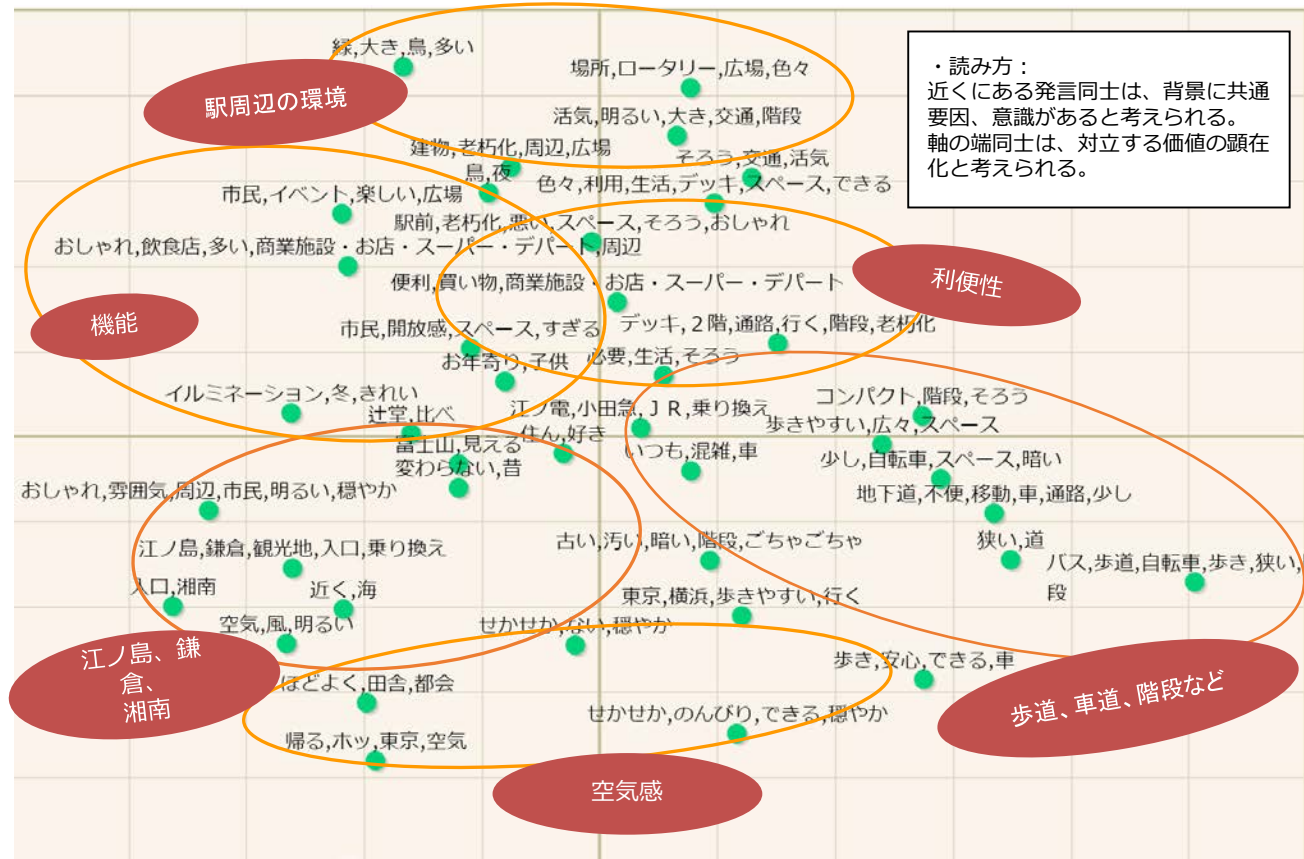 緑,大き,鳥,多い
場所,ロータリー,広場,色々
・読み方：
近くにある発言同士は、背景に共通
要因、意識があると考えられる。
軸の端同士は、対立する価値の顕在
化と考えられる。
駅周辺の環境
活気,明るい,大き,交通,階段
建物,老朽化,周辺,広場
そろう,交通,活気
鳥,夜
色々,利用,生活,デッキ,スペース,できる
市民,イベント,楽しい,広場
駅前,老朽化,悪い,スペース,そろう,おしゃれ
おしゃれ,飲食店,多い,商業施設・お店・スーパー・デパート,周辺
便利,買い物,商業施設・お店・スーパー・デパート
利便性
機能
市民,開放感,スペース,すぎる
デッキ,２階,通路,行く,階段,老朽化
お年寄り,子供
必要,生活,そろう
イルミネーション,冬,きれい
コンパクト,階段,そろう
辻堂,比べ
江ノ電,小田急,ＪＲ,乗り換え
歩きやすい,広々,スペース
富士山,見える
住ん,好き
いつも,混雑,車
変わらない,昔
少し,自転車,スペース,暗い
おしゃれ,雰囲気,周辺,市民,明るい,穏やか
地下道,不便,移動,車,通路,少し
江ノ島,鎌倉,観光地,入口,乗り換え
古い,汚い,暗い,階段,ごちゃごちゃ
狭い,道
バス,歩道,自転車,歩き,狭い,
段
入口,湘南
近く,海
東京,横浜,歩きやすい,行く
空気,風,明るい
せかせか,ない,穏やか
江ノ島、鎌
倉、
湘南
歩き,安心,できる,車
ほどよく,田舎,都会
歩道、車道、階段など
せかせか,のんびり,できる,穏やか
帰る,ホッ,東京,空気
空気感